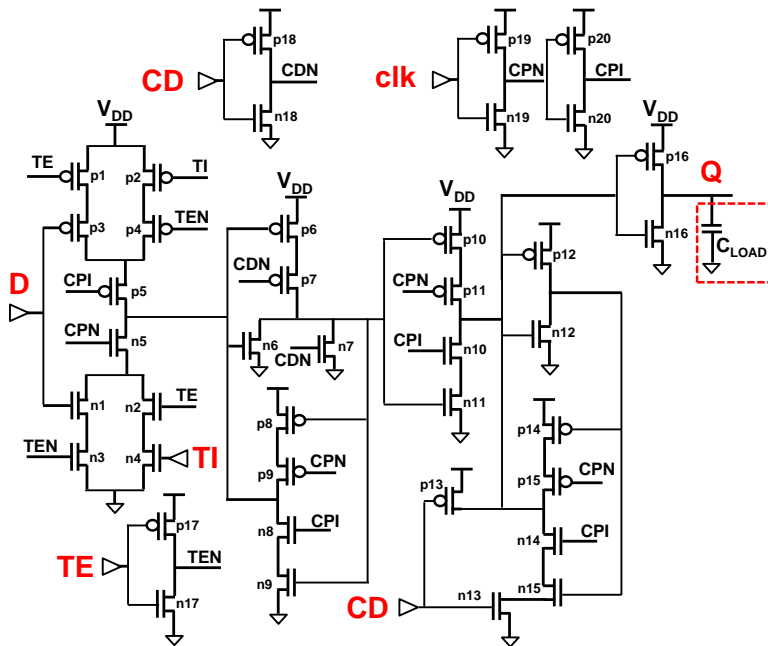 p18
CD
CDN
n18
clk
p19
CPN
n19
p20
CPI
n20
VDD
TE
p1
p2
TI
p3
p4
TEN
CPI
p5
D
CPN
n5
n1
n2
TE
TEN
n3
n4
TI
p17
TE
TEN
n17
VDD
p6
CDN
p7
n6
n7
CDN
p8
p9
CPN
n8
CPI
n9
VDD
p10
CPN
p11
CPI
n10
n11
p12
n12
VDD
p16
Q
n16
CLOAD
p14
p13
p15
CPN
n14
CPI
n13
n15
CD